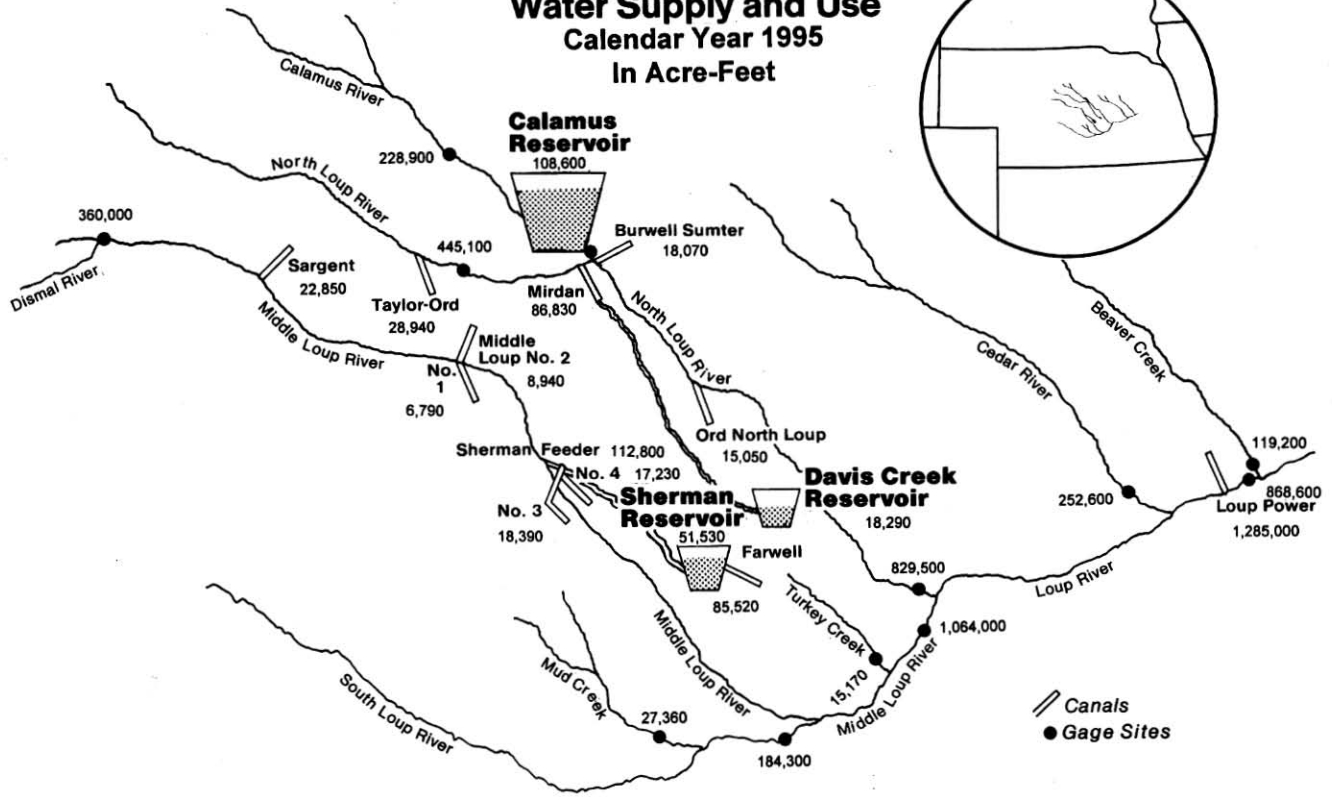 Water Supply and Use
Calendar Year 1995
In Acre-Feet
Calamus River
Calamus
Reservoir
108,600
228,900
North Loup River
360,000
445,100
Burwell Sumter
18,070
Dismal River
Sargent
22,850
Taylor-Ord
28,940
Mirdan
86,830
North Loup River
Beaver Creek
Middle Loup River
Middle
Loup No. 2
8,940
No.
1
6,790
Cedar River
Ord North Loup
15,050
Sherman Feeder 112,800
No. 4 17,230
No. 3
18,390
Sherman
Reservoir
51,530
Davis Creek
Reservoir
18,290
252,600
119,200
868,600
Loup Power
1,285,000
Farwell
85,520
829,500
Loup River
Turkey Creek
15,170
1,064,000
Middle Loup River
Middle Loup River
Mud Creek
27,360
South Loup River
184,300
Canals
Gage Sites